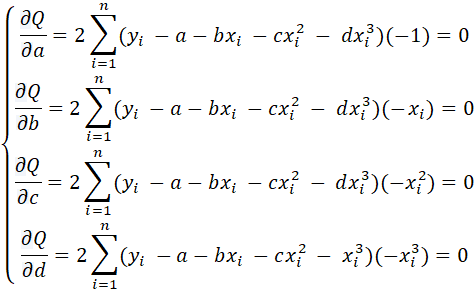 ∂Q/∂a = 2 ∑_{i=1}^{n} (y_i − a − bx_i − cx_i^2 − dx_i^3)(−1) = 0
∂Q/∂b = 2 ∑_{i=1}^{n} (y_i − a − bx_i − cx_i^2 − dx_i^3)(−x_i) = 0
∂Q/∂c = 2 ∑_{i=1}^{n} (y_i − a − bx_i − cx_i^2 − dx_i^3)(−x_i^2) = 0
∂Q/∂d = 2 ∑_{i=1}^{n} (y_i − a − bx_i − cx_i^2 − x_i^3)(−x_i^3) = 0